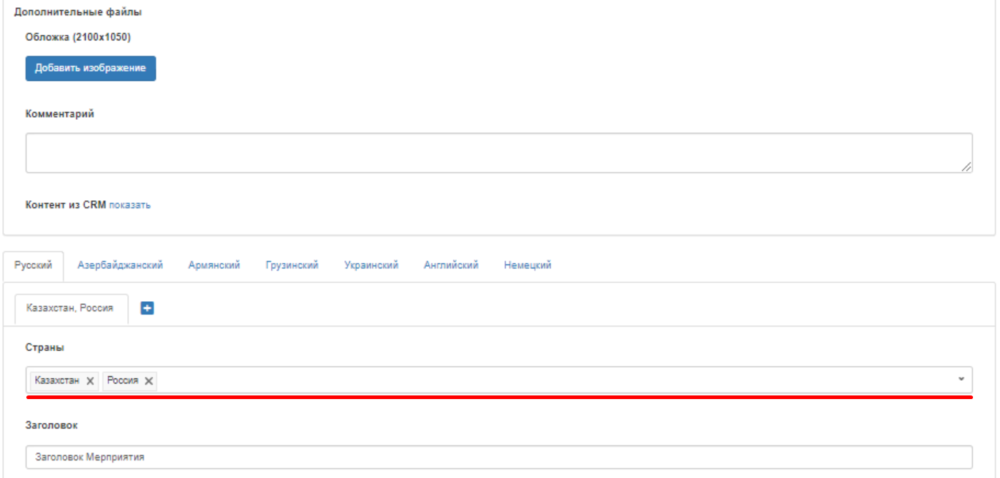 Дополнительные файлы
Обложка (2100x1050)
Добавить изображение
Комментарий
Контент из CRM показать
Русский Азербайджанский Армянский Грузинский Украинский Английский Немецкий
Казахстан, Россия +
Страны
Казахстан × Россия ×
Заголовок
Заголовок Мерприятия